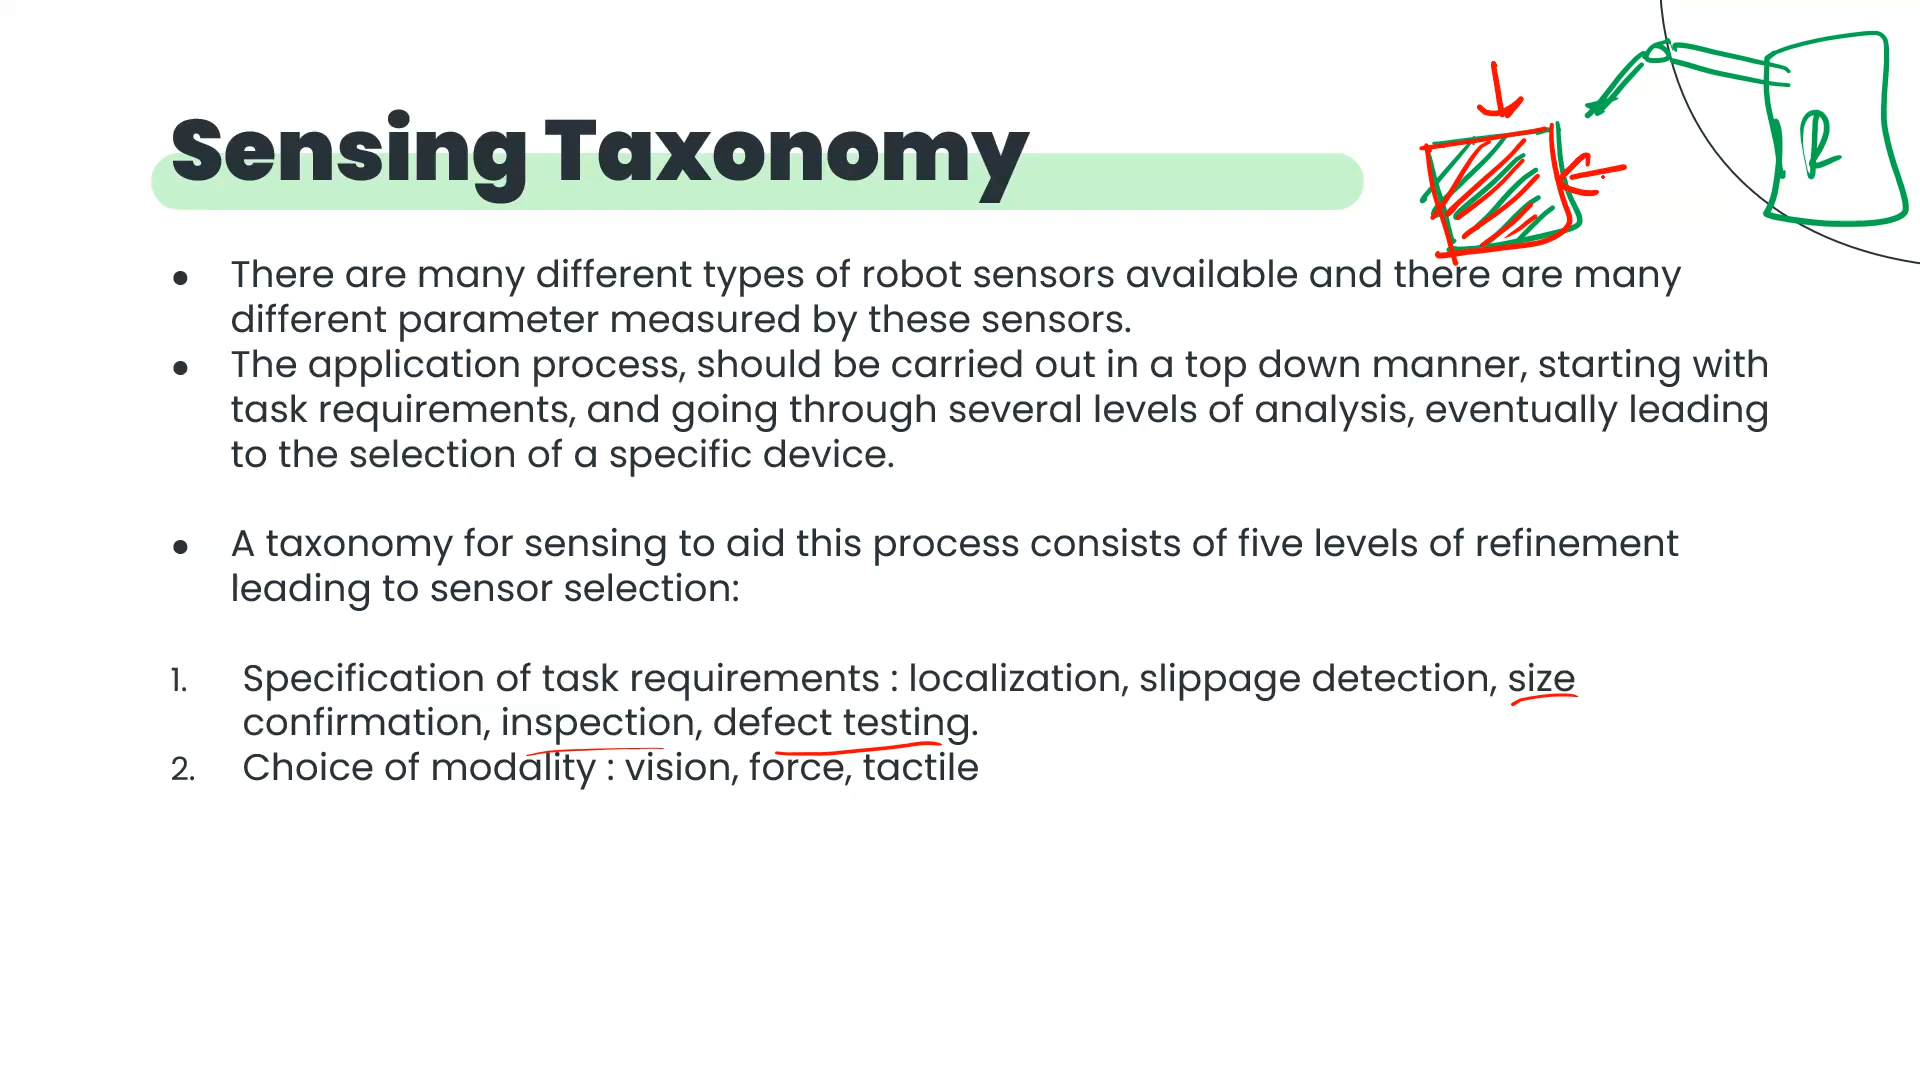 Sensing Taxonomy
R
● There are many different types of robot sensors available and there are many
different parameter measured by these sensors.
● The application process, should be carried out in a top down manner, starting with
task requirements, and going through several levels of analysis, eventually leading
to the selection of a specific device.
● A taxonomy for sensing to aid this process consists of five levels of refinement
leading to sensor selection:
1. Specification of task requirements : localization, slippage detection, size
confirmation, inspection, defect testing.
2. Choice of modality : vision, force, tactile